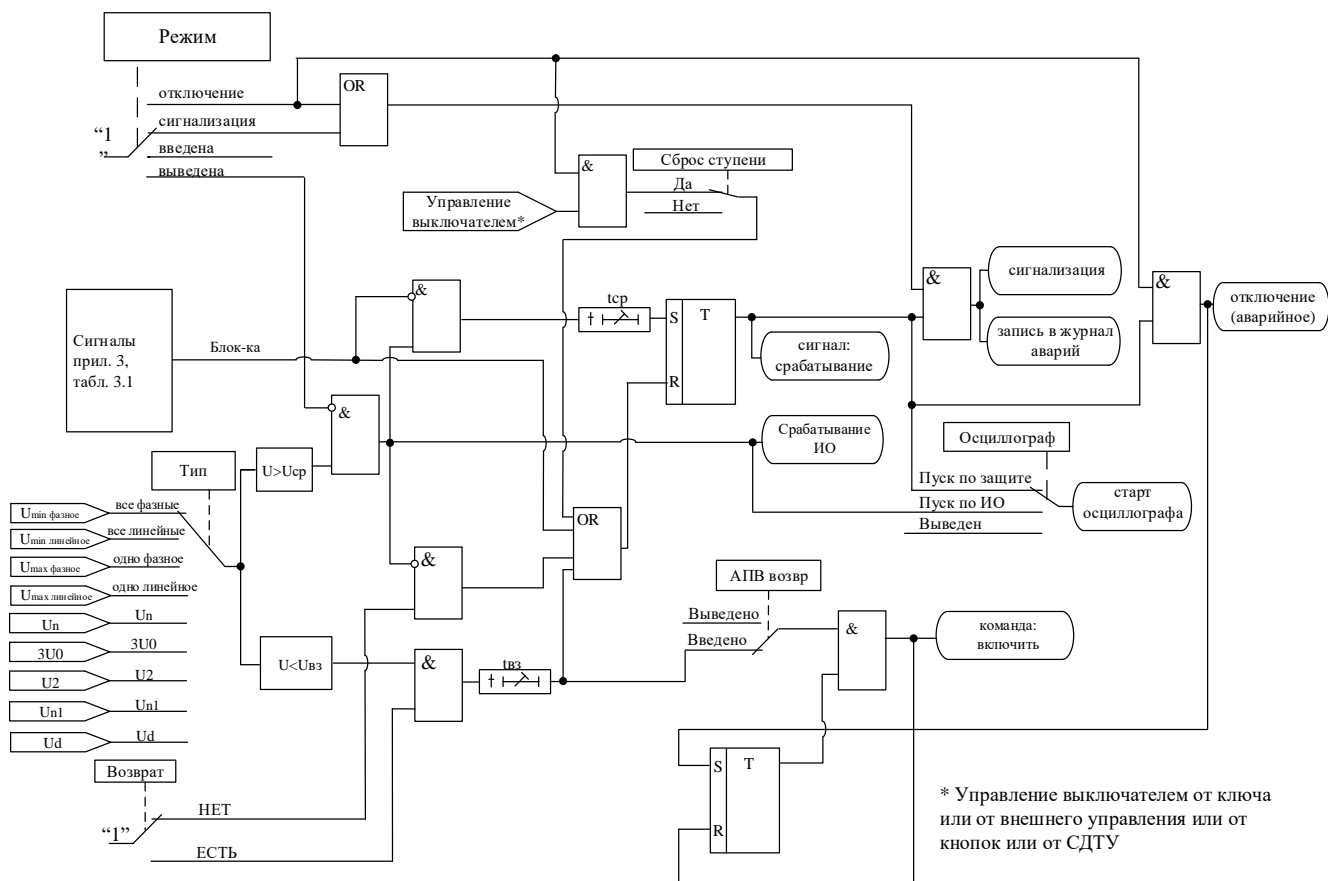 Режим
отключение
сигнализация
введена
выведена
“1
”
OR
&
Сброс ступени
Да
Нет
Управление
выключателем*
Сигналы
прил. 3,
табл. 3.1
Блок-ка
&
tср
S
T
R
сигнал:
срабатывание
&
сигнализация
запись в журнал
аварий
&
отключение
(аварийное)
&
Срабатывание
ИО
Осциллограф
Пуск по защите
Пуск по ИО
Выведен
старт
осциллографа
Тип
U>Uср
Umin фазное
все фазные
Umin линейное
все линейные
Umax фазное
одно фазное
Umax линейное
одно линейное
Un
Un
3U0
3U0
U2
U2
Un1
Un1
Ud
Ud
OR
&
U<Uвз
&
tвз
АПВ возвр
Выведено
Введено
&
команда:
включить
S
T
R
Возврат
“1”
НЕТ
ЕСТЬ
* Управление выключателем от ключа
или от внешнего управления или от
кнопок или от СДТУ